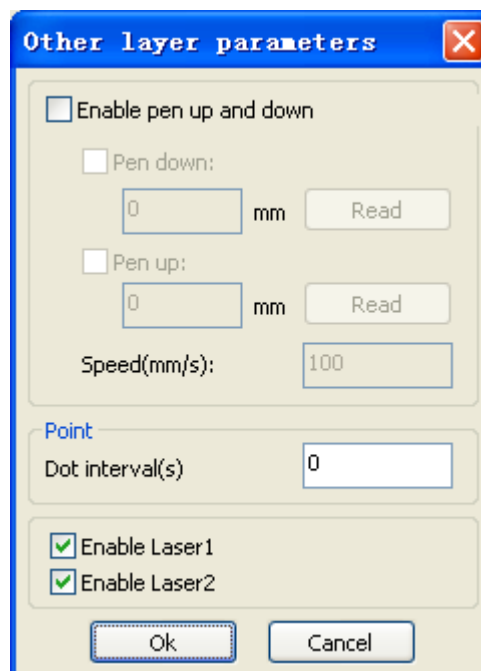 Other layer parameters
Enable pen up and down
Pen down:
0 mm Read
Pen up:
0 mm Read
Speed(mm/s): 100
Point
Dot interval(s) 0
Enable Laser1
Enable Laser2
Ok Cancel